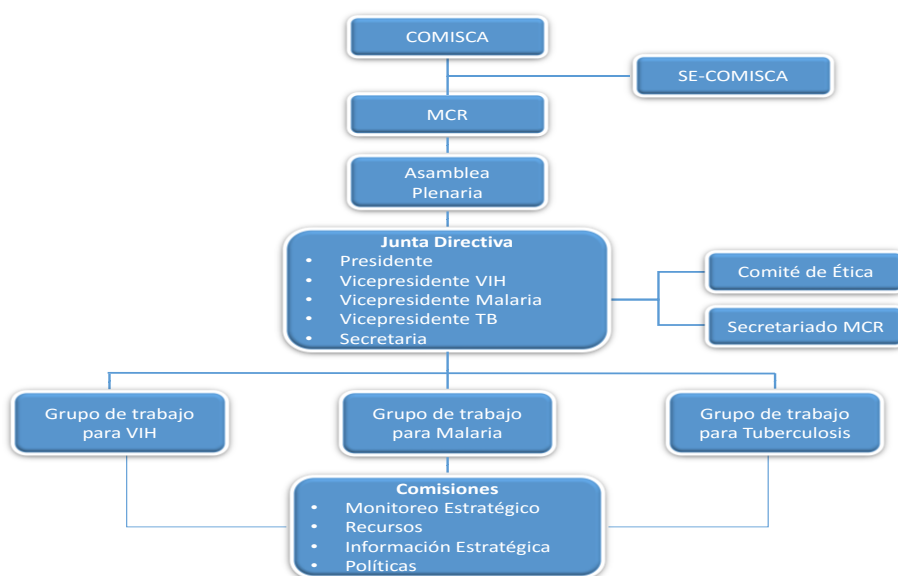 COMISCA
SE-COMISCA
MCR
Asamblea
Plenaria
Junta Directiva
• Presidente
• Vicepresidente VIH
• Vicepresidente Malaria
• Vicepresidente TB
• Secretaria
Comité de Ética
Secretariado MCR
Grupo de trabajo
para VIH
Grupo de trabajo
para Malaria
Grupo de trabajo
para Tuberculosis
Comisiones
• Monitoreo Estratégico
• Recursos
• Información Estratégica
• Políticas